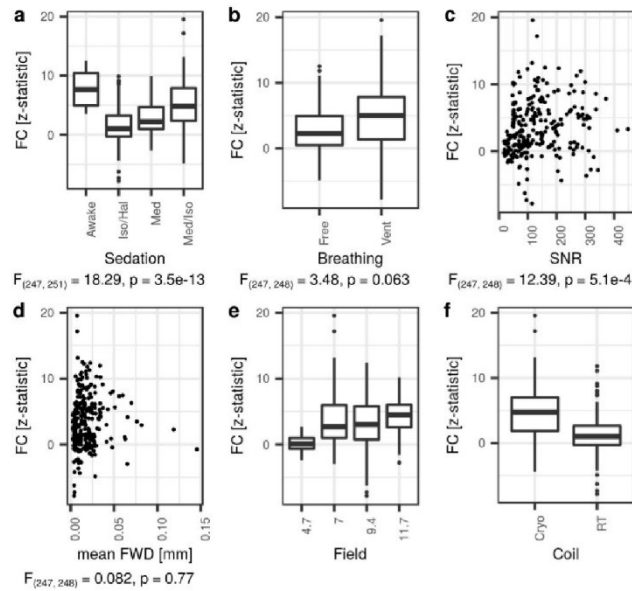 a
b
c
FC [z-statistic]
20
10
0
Awake
Iso/Hal
Med
Med/Iso
Sedation
F(247, 251) = 18.29, p = 3.5e-13
FC [z-statistic]
20
10
0
Free
Vent
Breathing
F(247, 248) = 3.48, p = 0.063
FC [z-statistic]
20
10
0
0
100
200
300
400
SNR
F(247, 248) = 12.39, p = 5.1e-4
d
e
f
FC [z-statistic]
20
10
0
0.00
0.05
0.10
0.15
mean FWD [mm]
F(247, 248) = 0.082, p = 0.77
FC [z-statistic]
20
10
0
4.7
7
9.4
11.7
Field
FC [z-statistic]
20
10
0
Cryo
RT
Coil